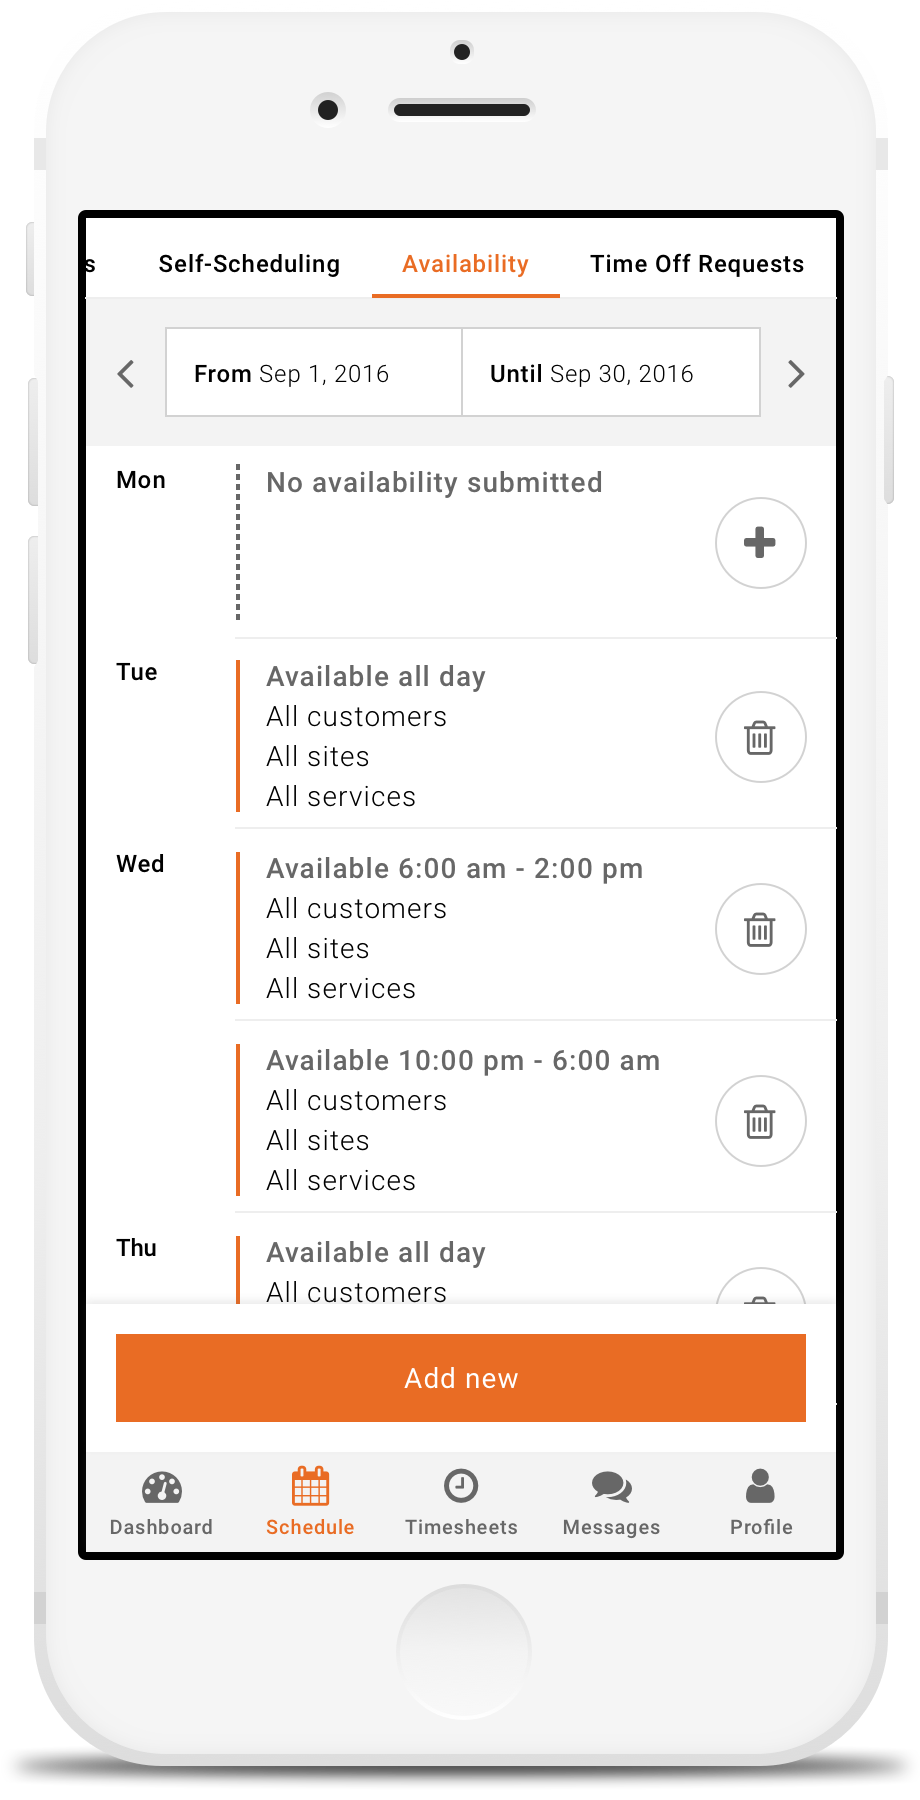 s Self-Scheduling Availability Time Off Requests
From Sep 1, 2016 Until Sep 30, 2016
Mon No availability submitted
Tue Available all day
All customers
All sites
All services
Wed Available 6:00 am - 2:00 pm
All customers
All sites
All services
Available 10:00 pm - 6:00 am
All customers
All sites
All services
Thu Available all day
All customers
Add new
Dashboard Schedule Timesheets Messages Profile